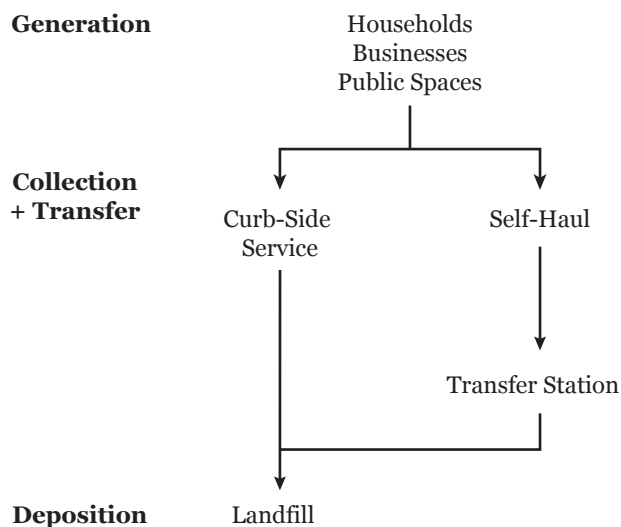 Generation
Households
Businesses
Public Spaces
Collection
+ Transfer
Curb-Side
Service
Self-Haul
Transfer Station
Deposition
Landfill